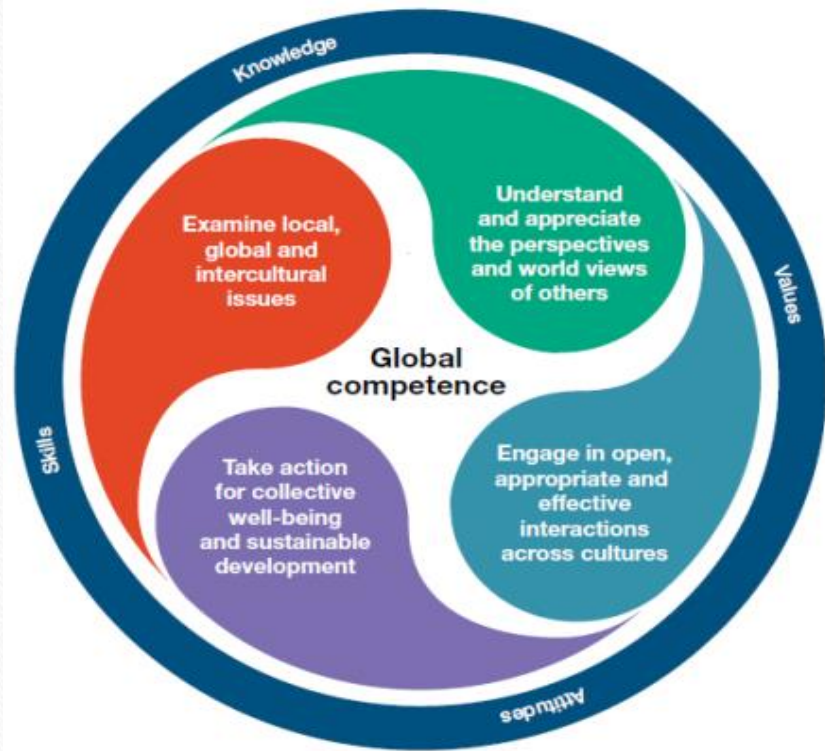 Knowledge
Examine local,
global and
intercultural
issues
Understand
and appreciate
the perspectives
and world views
of others
Values
Global
competence
Skills
Take action
for collective
well-being
and sustainable
development
Engage in open,
appropriate and
effective
interactions
across cultures
Attitudes